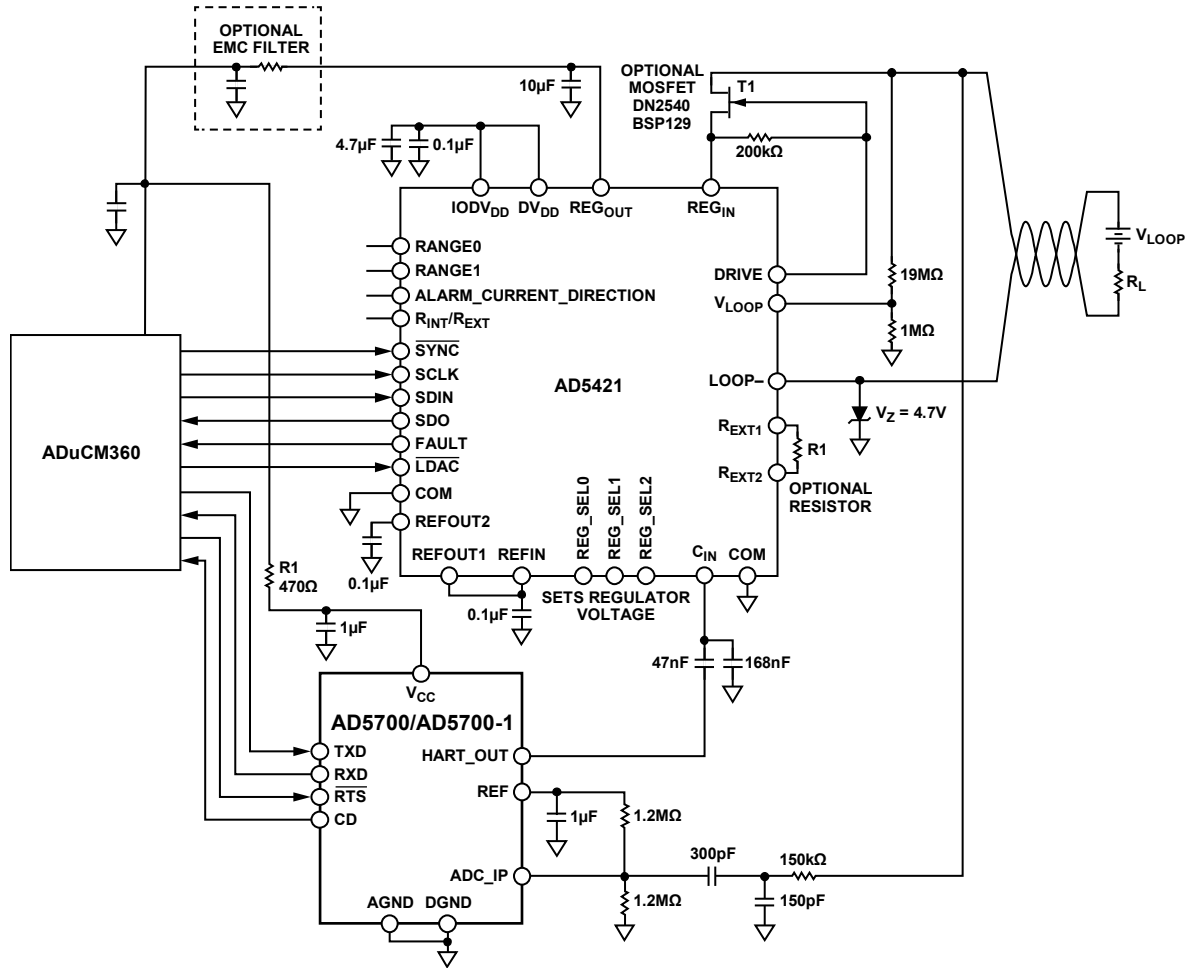 OPTIONAL
EMC FILTER
10µF
OPTIONAL
MOSFET
DN2540
BSP129
T1
200kΩ
4.7µF
0.1µF
IODVDD
DVDD
REGOUT
REGIN
RANGE0
RANGE1
ALARM_CURRENT_DIRECTION
RINT/REXT
SYNC
SCLK
SDIN
SDO
FAULT
LDAC
COM
REFOUT2
0.1µF
AD5421
DRIVE
VLOOP
LOOP–
REXT1
REXT2
R1
OPTIONAL
RESISTOR
19MΩ
1MΩ
VZ = 4.7V
VLOOP
RL
ADuCM360
REFOUT1
REFIN
REG_SEL0
REG_SEL1
REG_SEL2
CIN
COM
SETS REGULATOR
VOLTAGE
0.1µF
R1
470Ω
1µF
47nF
168nF
VCC
AD5700/AD5700-1
TXD
RXD
RTS
CD
HART_OUT
REF
ADC_IP
AGND
DGND
1µF
1.2MΩ
1.2MΩ
300pF
150kΩ
150pF